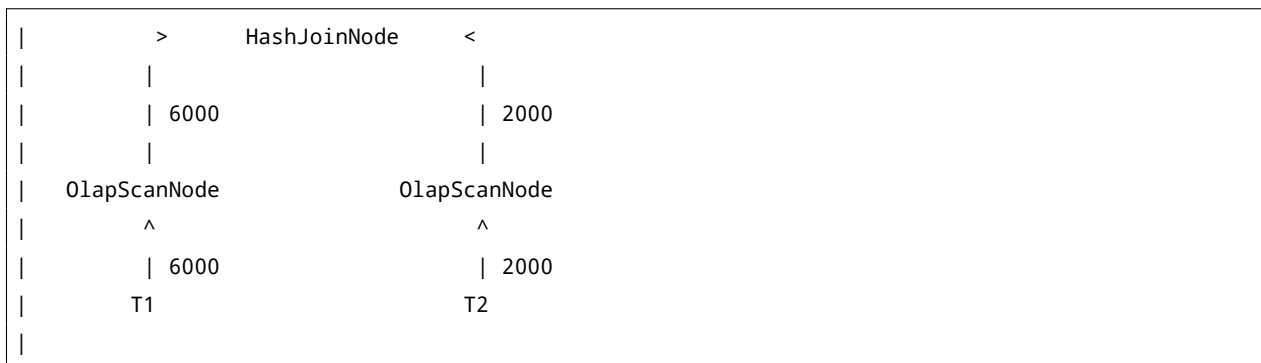 |          >      HashJoinNode     <
|         |                         |
|         | 6000                    | 2000
|         |                         |
|   OlapScanNode              OlapScanNode
|         ^                         ^
|         | 6000                    | 2000
|        T1                        T2
|